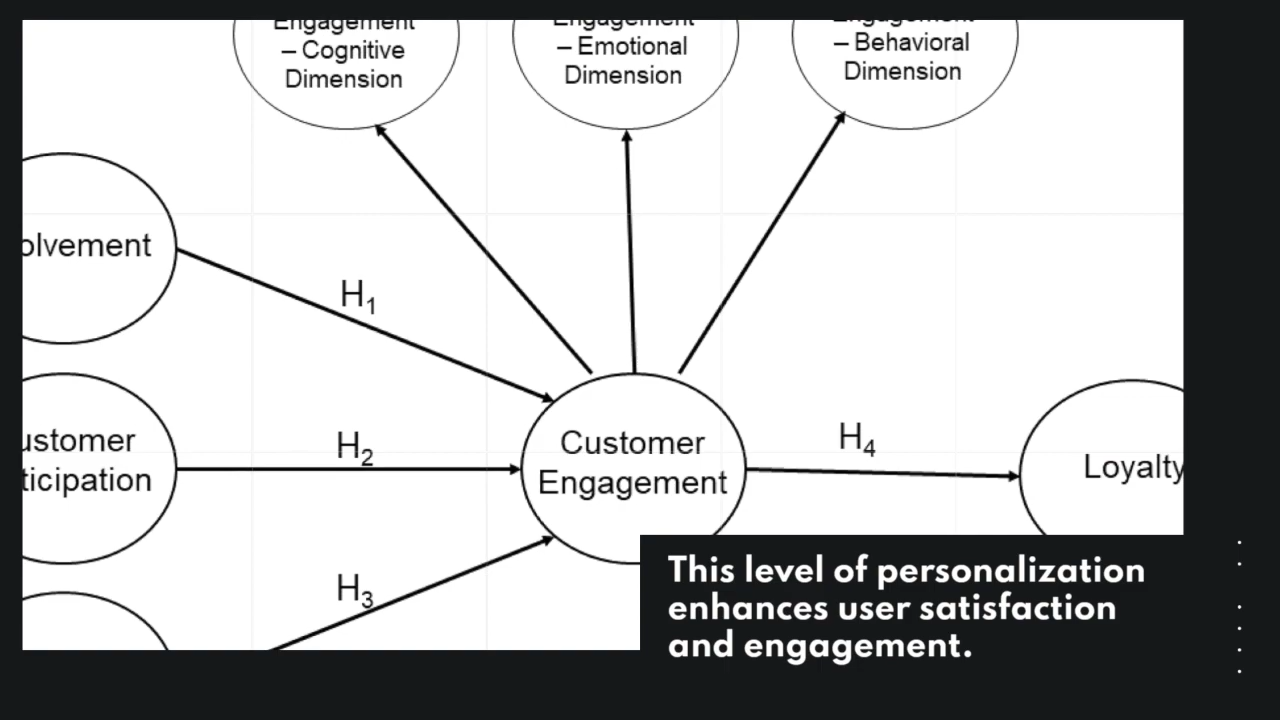 Engagement
– Cognitive
Dimension
Engagement
– Emotional
Dimension
Engagement
– Behavioral
Dimension
olvement
H1
ustomer
ticipation
H2
Customer
Engagement
H4
Loyalty
H3
This level of personalization
enhances user satisfaction
and engagement.